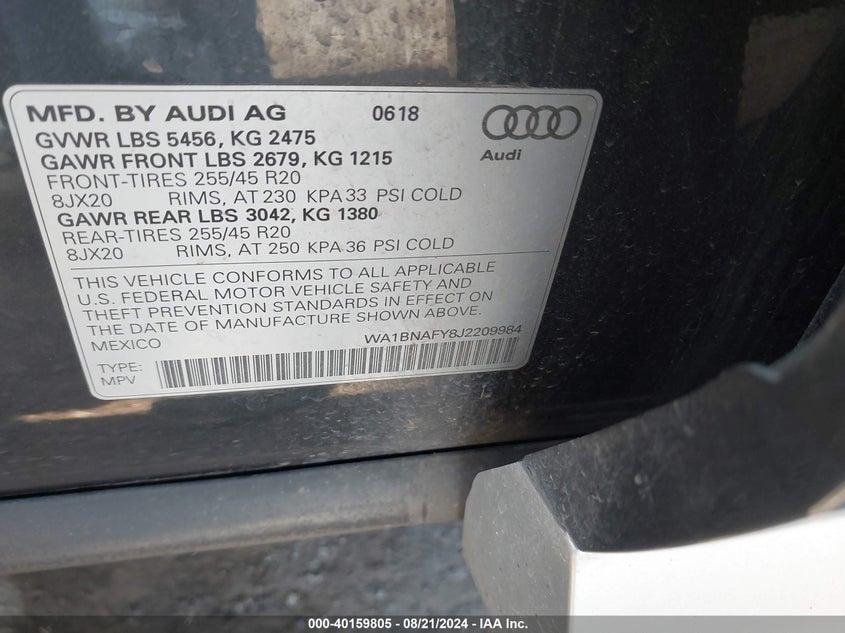 MFD. BY AUDI AG 0618
GVWR LBS 5456, KG 2475
GAWR FRONT LBS 2679, KG 1215
Audi
FRONT-TIRES 255/45 R20
8JX20 RIMS, AT 230 KPA 33 PSI COLD
GAWR REAR LBS 3042, KG 1380
REAR-TIRES 255/45 R20
8JX20 RIMS, AT 250 KPA 36 PSI COLD
THIS VEHICLE CONFORMS TO ALL APPLICABLE
U.S. FEDERAL MOTOR VEHICLE SAFETY AND
THEFT PREVENTION STANDARDS IN EFFECT ON
THE DATE OF MANUFACTURE SHOWN ABOVE.
MEXICO WA1BNAFY8J2209984
TYPE:
MPV
000-40159805 - 08/21/2024 - IAA Inc.